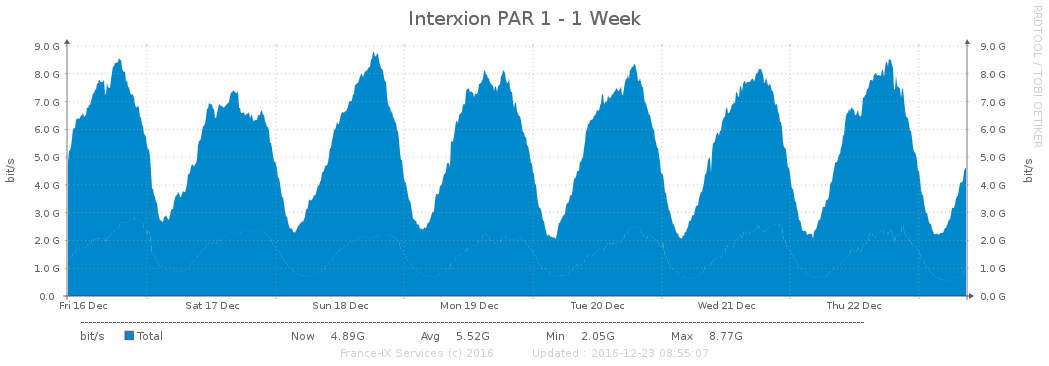 Interxion PAR 1 - 1 Week
RRDTOOL / TOBI OETIKER
9.0 G 9.0 G
8.0 G 8.0 G
7.0 G 7.0 G
6.0 G 6.0 G
5.0 G 5.0 G
4.0 G 4.0 G
3.0 G 3.0 G
2.0 G 2.0 G
1.0 G 1.0 G
0.0 0.0 G
bit/s bit/s
Fri 16 Dec Sat 17 Dec Sun 18 Dec Mon 19 Dec Tue 20 Dec Wed 21 Dec Thu 22 Dec
bit/s Total Now 4.89G Avg 5.52G Min 2.05G Max 8.77G
France-IX Services (c) 2016 Updated : 2016-12-23 08:55:07